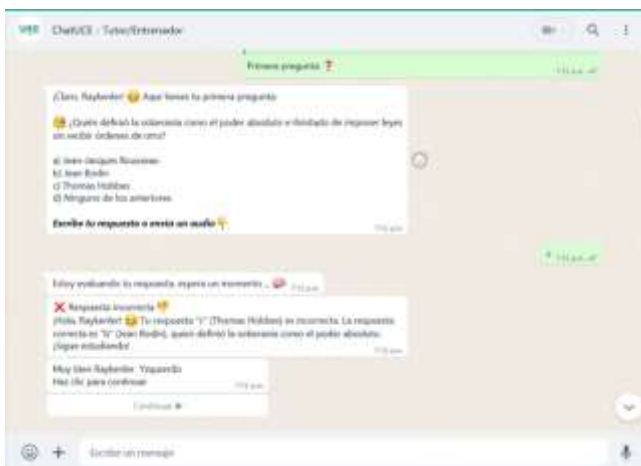 ChatUCE - Tutor/Entrenador
Primera pregunta ❓
¡Claro, Raykenler! Aquí tienes tu primera pregunta:
¿Quién definió la soberanía como el poder absoluto e ilimitado de imponer leyes
sin recibir órdenes de otro?
a) Jean-Jacques Rousseau
b) Jean Bodin
c) Thomas Hobbes
d) Ninguno de los anteriores
Escribe tu respuesta o envía un audio 👇
Estoy evaluando tu respuesta, espera un momento...
❌ Respuesta incorrecta 👎
¡Hola, Raykenler! Tu respuesta "c" (Thomas Hobbes) es incorrecta. La respuesta
correcta es "b" (Jean Bodin), quien definió la soberanía como el poder absoluto.
¡Sigue estudiando!
Muy bien Raykenler
Haz clic para continuar
Continuar
Escribe un mensaje